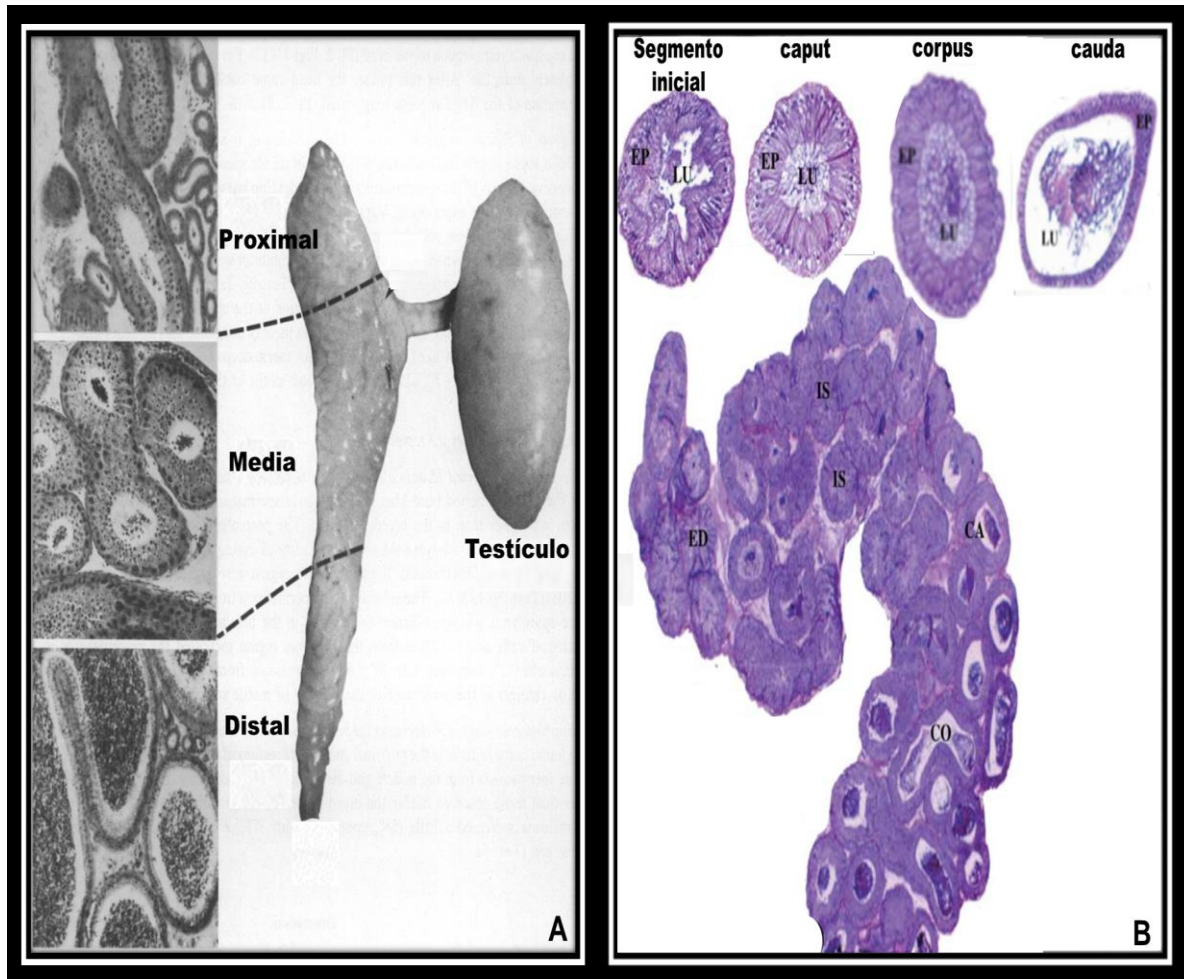 Proximal
Media
Distal
Testículo
A
Segmento inicial
caput
corpus
cauda
EP
LU
EP
LU
EP
LU
EP
LU
IS
IS
ED
CA
CO
B